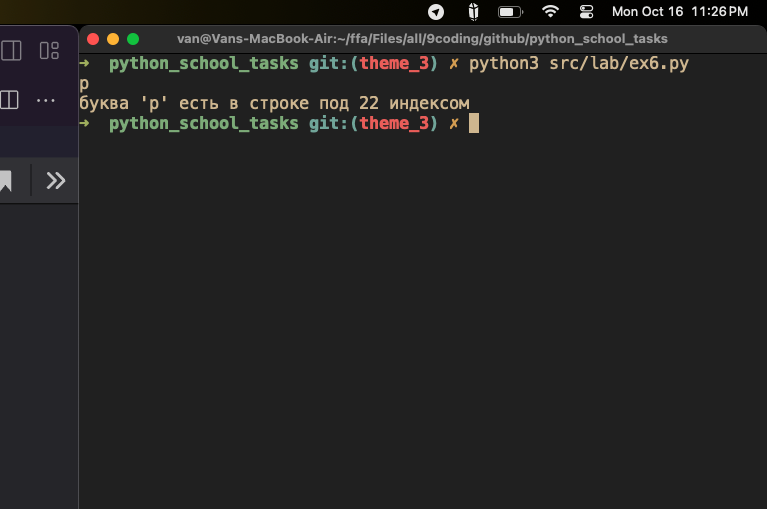 Mon Oct 16 11:26 PM
van@Vans-MacBook-Air:~/ffa/Files/all/9coding/github/python_school_tasks
➜ python_school_tasks git:(theme_3) ✗ python3 src/lab/ex6.py
р
буква 'р' есть в строке под 22 индексом
➜ python_school_tasks git:(theme_3) ✗